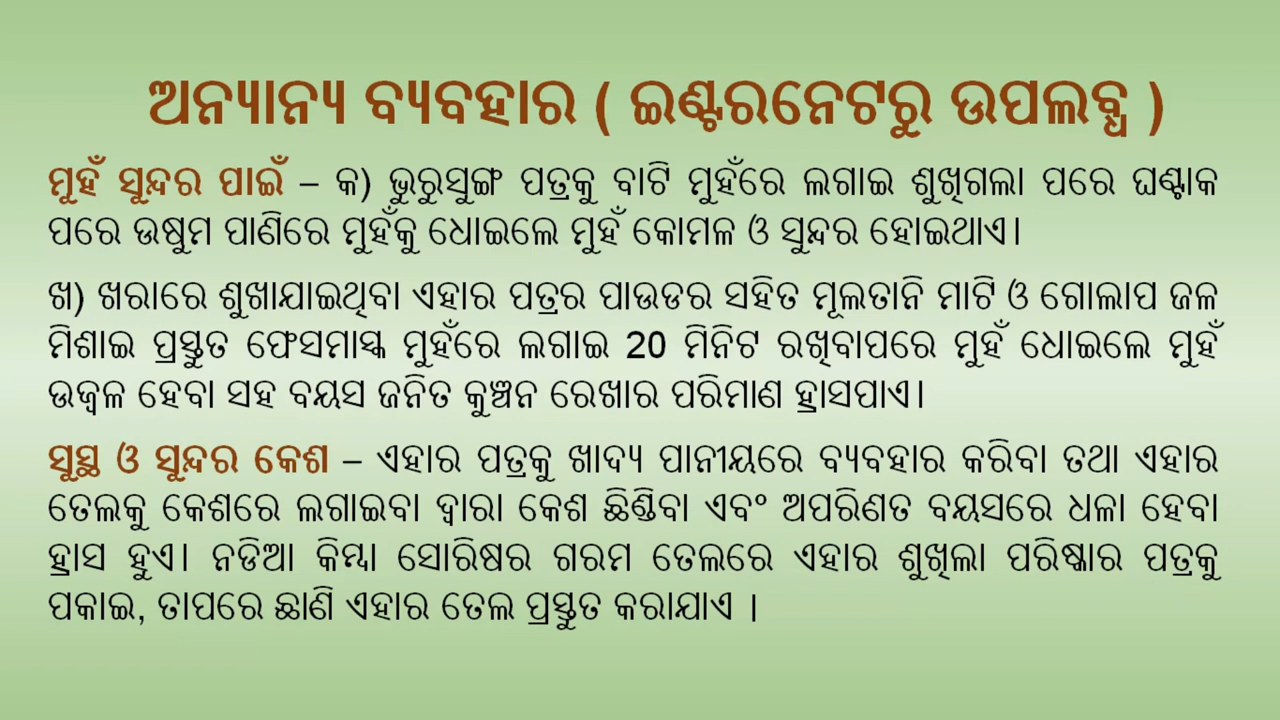 ଅନ୍ୟାନ୍ୟ ବ୍ୟବହାର ( ଇଣ୍ଟରନେଟରୁ ଉପଲବ୍ଧ )
ମୁହଁ ସୁନ୍ଦର ପାଇଁ – କ) ଭୁରୁସୁଙ୍ଗ ପତ୍ରକୁ ବାଟି ମୁହଁରେ ଲଗାଇ ଶୁଖିଗଲା ପରେ ଘଣ୍ଟାକ
ପରେ ଉଷୁମ ପାଣିରେ ମୁହଁକୁ ଧୋଇଲେ ମୁହଁ କୋମଳ ଓ ସୁନ୍ଦର ହୋଇଥାଏ।
ଖ) ଖରାରେ ଶୁଖାଯାଇଥିବା ଏହାର ପତ୍ରର ପାଉଡର ସହିତ ମୂଲତାନି ମାଟି ଓ ଗୋଲାପ ଜଳ
ମିଶାଇ ପ୍ରସ୍ତୁତ ଫେସମାସ୍କ ମୁହଁରେ ଲଗାଇ 20 ମିନିଟ ରଖିବାପରେ ମୁହଁ ଧୋଇଲେ ମୁହଁ
ଉଜ୍ୱଳ ହେବା ସହ ବୟସ ଜନିତ କୁଞ୍ଚନ ରେଖାର ପରିମାଣ ହ୍ରାସପାଏ।
ସୁସ୍ଥ ଓ ସୁନ୍ଦର କେଶ – ଏହାର ପତ୍ରକୁ ଖାଦ୍ୟ ପାନୀୟରେ ବ୍ୟବହାର କରିବା ତଥା ଏହାର
ତେଲକୁ କେଶରେ ଲଗାଇବା ଦ୍ୱାରା କେଶ ଛିଣ୍ଡିବା ଏବଂ ଅପରିଣତ ବୟସରେ ଧଳା ହେବା
ହ୍ରାସ ହୁଏ। ନଡିଆ କିମ୍ୱା ସୋରିଷର ଗରମ ତେଲରେ ଏହାର ଶୁଖିଲା ପରିଷ୍କାର ପତ୍ରକୁ
ପକାଇ, ତାପରେ ଛାଣି ଏହାର ତେଲ ପ୍ରସ୍ତୁତ କରାଯାଏ ।